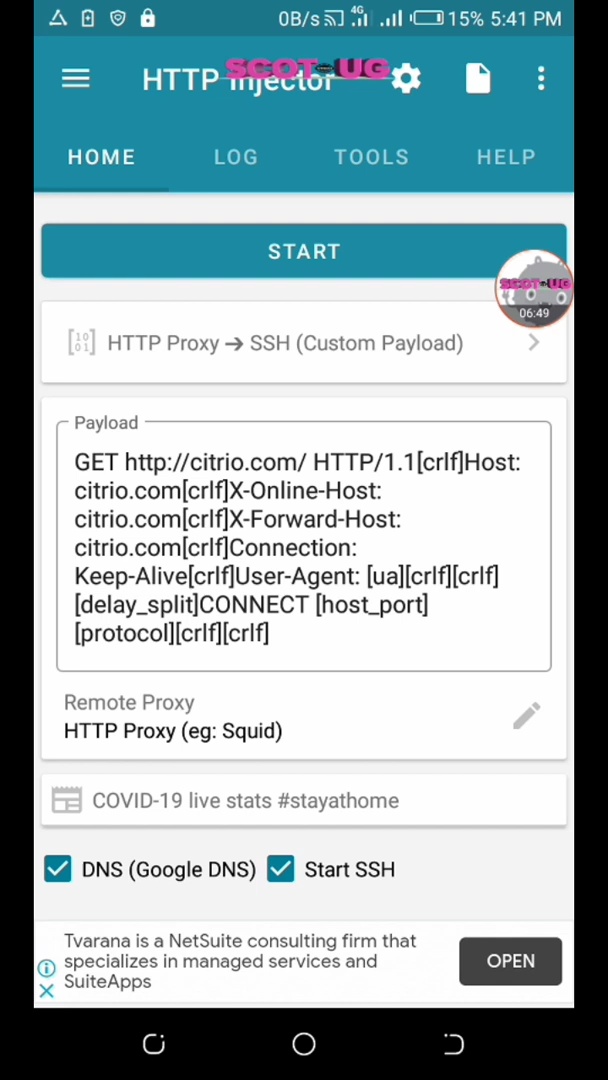 0B/s 4G 15% 5:41 PM
HTTP Injector
SCOT-UG
HOME LOG TOOLS HELP
START
SCOT-UG
06:49
HTTP Proxy ➔ SSH (Custom Payload)
Payload
GET http://citrio.com/ HTTP/1.1[crlf]Host:
citrio.com[crlf]X-Online-Host:
citrio.com[crlf]X-Forward-Host:
citrio.com[crlf]Connection:
Keep-Alive[crlf]User-Agent: [ua][crlf][crlf]
[delay_split]CONNECT [host_port]
[protocol][crlf][crlf]
Remote Proxy
HTTP Proxy (eg: Squid)
COVID-19 live stats #stayathome
DNS (Google DNS) Start SSH
Tvarana is a NetSuite consulting firm that
specializes in managed services and
SuiteApps
OPEN